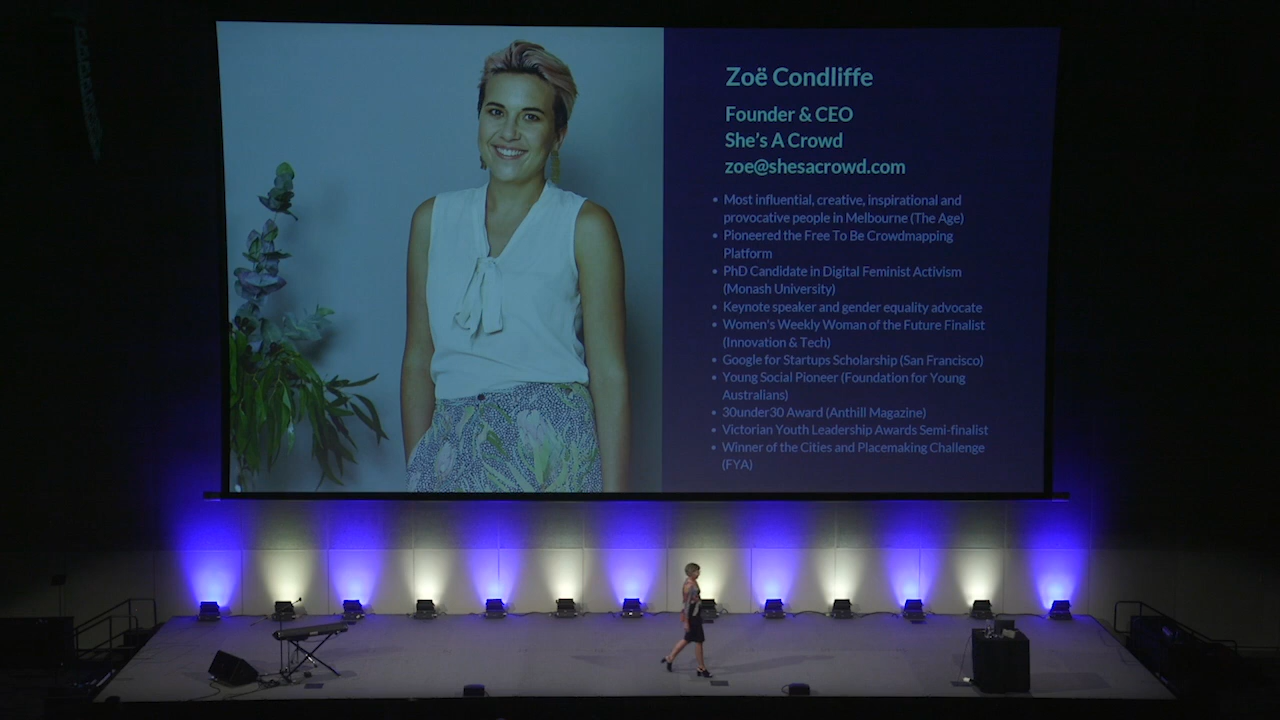 Zoë Condliffe
Founder & CEO
She's A Crowd
zoe@shesacrowd.com
• Most influential, creative, inspirational and
provocative people in Melbourne (The Age)
• Pioneered the Free To Be Crowdmapping
Platform
• PhD Candidate in Digital Feminist Activism
(Monash University)
• Keynote speaker and gender equality advocate
• Women's Weekly Woman of the Future Finalist
(Innovation & Tech)
• Google for Startups Scholarship (San Francisco)
• Young Social Pioneer (Foundation for Young
Australians)
• 30under30 Award (Anthill Magazine)
• Victorian Youth Leadership Awards Semi-finalist
• Winner of the Cities and Placemaking Challenge
(FYA)